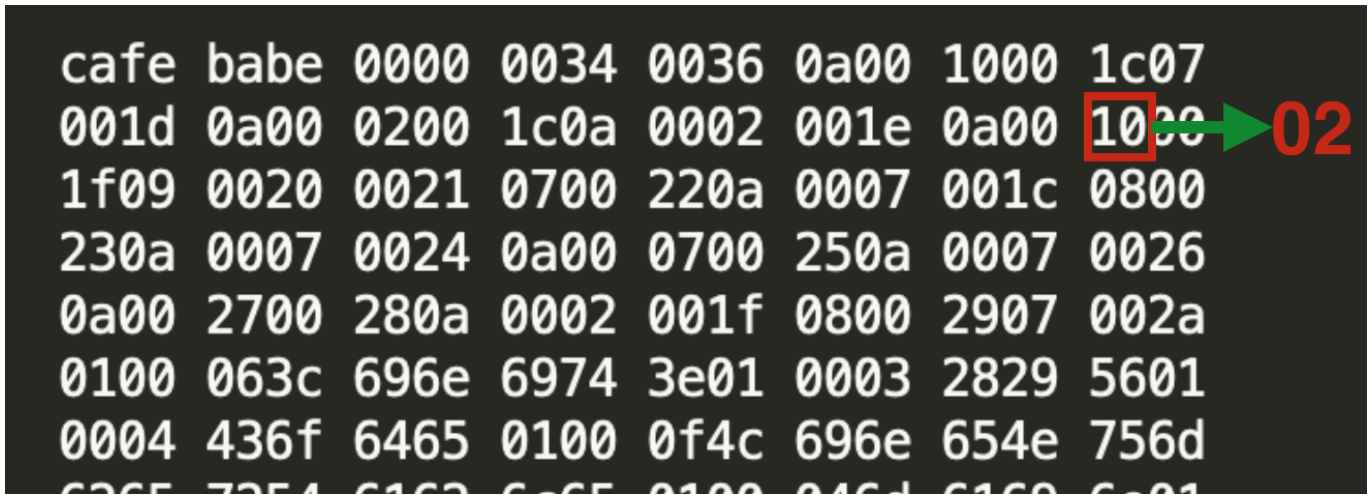 cafe babe 0000 0034 0036 0a00 1000 1c07
001d 0a00 0200 1c0a 0002 001e 0a00 1000 02
1f09 0020 0021 0700 220a 0007 001c 0800
230a 0007 0024 0a00 0700 250a 0007 0026
0a00 2700 280a 0002 001f 0800 2907 002a
0100 063c 696e 6974 3e01 0003 2829 5601
0004 436f 6465 0100 0f4c 696e 654e 756d